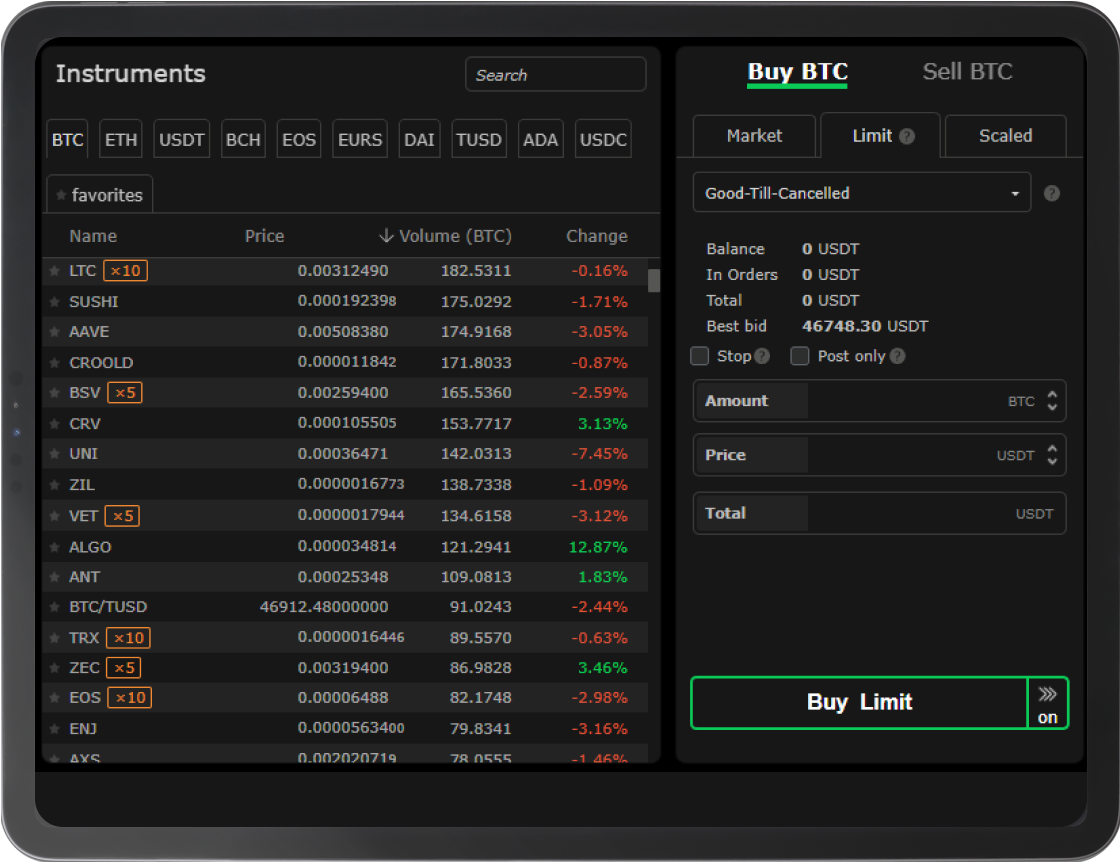 Instruments
Search
BTC ETH USDT BCH EOS EURS DAI TUSD ADA USDC
favorites
Name Price Volume (BTC) Change
LTC ×10 0.00312490 182.5311 -0.16%
SUSHI 0.000192398 175.0292 -1.71%
AAVE 0.00508380 174.9168 -3.05%
CROOLD 0.000011842 171.8033 -0.87%
BSV ×5 0.00259400 165.5360 -2.59%
CRV 0.000105505 153.7717 3.13%
UNI 0.00036471 142.0313 -7.45%
ZIL 0.0000016773 138.7338 -1.09%
VET ×5 0.0000017944 134.6158 -3.12%
ALGO 0.000034814 121.2941 12.87%
ANT 0.00025348 109.0813 1.83%
BTC/TUSD 46912.48000000 91.0243 -2.44%
TRX ×10 0.0000016446 89.5570 -0.63%
ZEC ×5 0.00319400 86.9828 3.46%
EOS ×10 0.00006488 82.1748 -2.98%
ENJ 0.0000563400 79.8341 -3.16%
AXS 0.002020719 78.0555 -1.46%
Buy BTC Sell BTC
Market Limit ? Scaled
Good-Till-Cancelled ?
Balance 0 USDT
In Orders 0 USDT
Total 0 USDT
Best bid 46748.30 USDT
Stop ? Post only ?
Amount BTC
Price USDT
Total USDT
Buy Limit
on